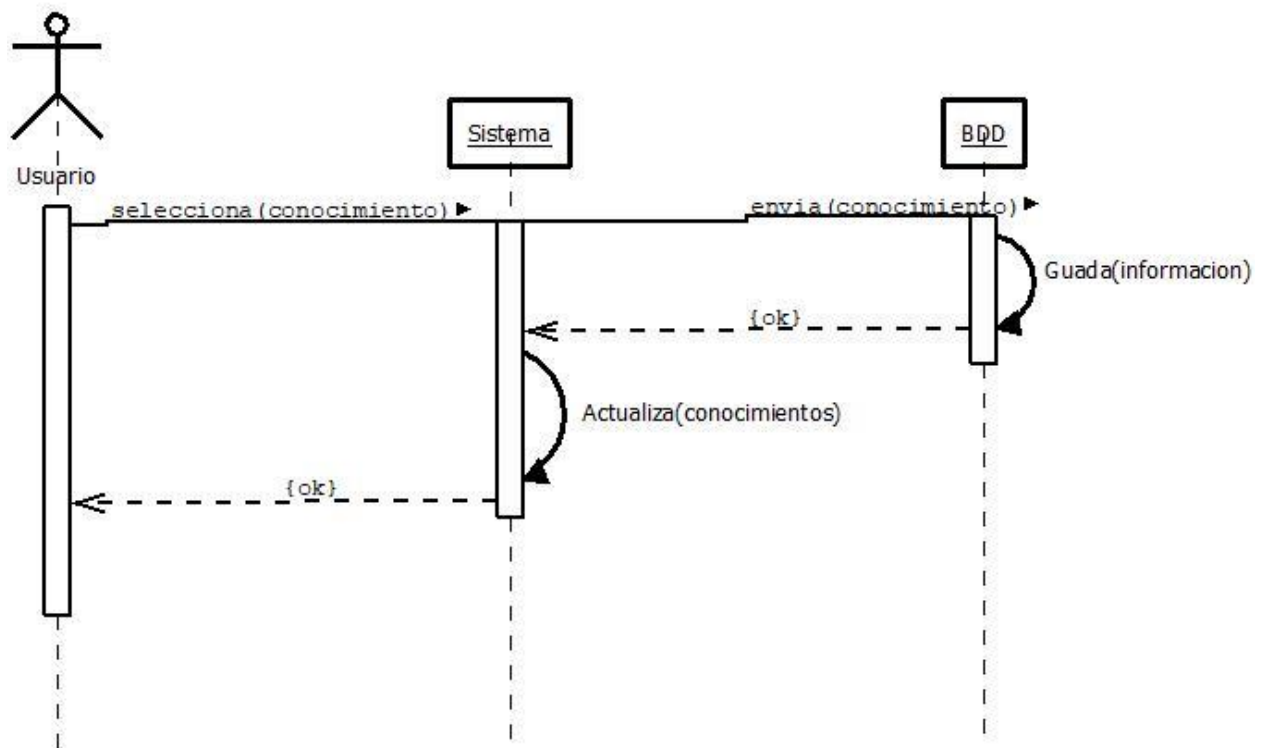 Sistema
BDD
Usuario
selecciona(conocimiento)
envia(conocimiento)
Guada(informacion)
{ok}
Actualiza(conocimientos)
{ok}